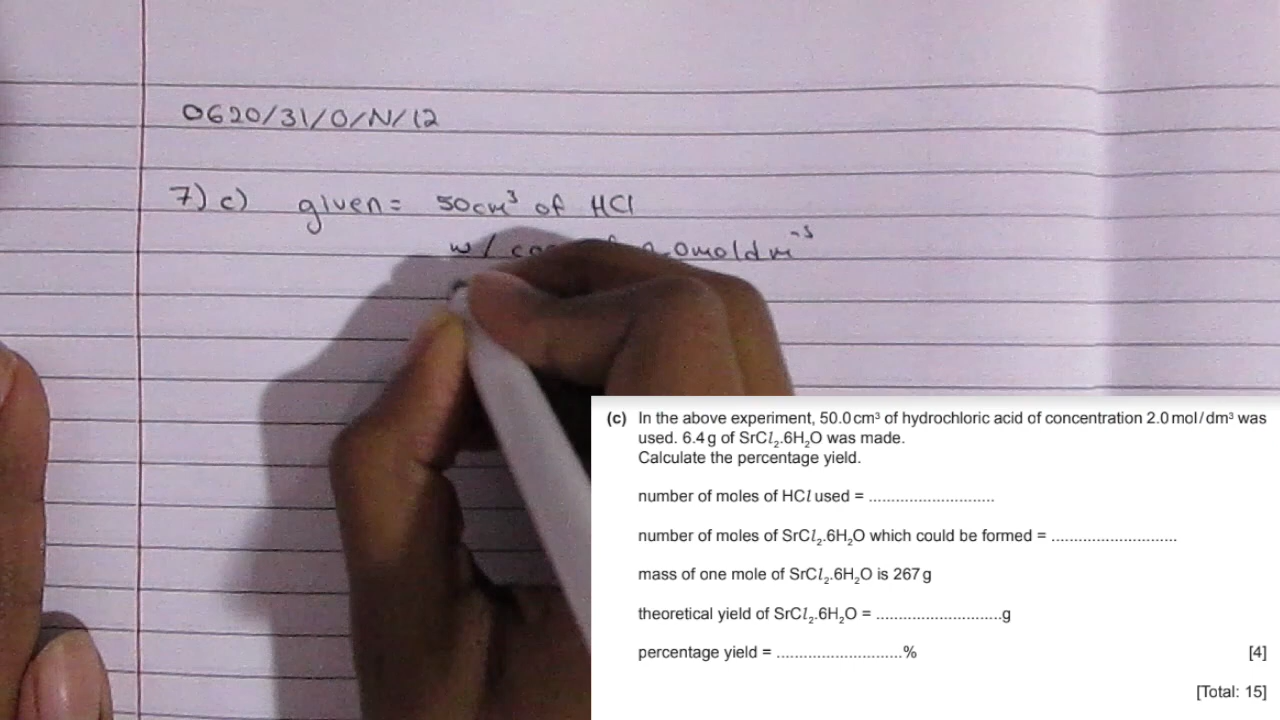 0620/31/O/N/12
7) c) given = 50cm³ of HCl
w/ 0moldm⁻³
(c) In the above experiment, 50.0 cm³ of hydrochloric acid of concentration 2.0 mol/dm³ was
used. 6.4 g of SrCl₂.6H₂O was made.
Calculate the percentage yield.
number of moles of HCl used = ............................
number of moles of SrCl₂.6H₂O which could be formed = ............................
mass of one mole of SrCl₂.6H₂O is 267 g
theoretical yield of SrCl₂.6H₂O = ............................g
percentage yield = ............................%
[4]
[Total: 15]